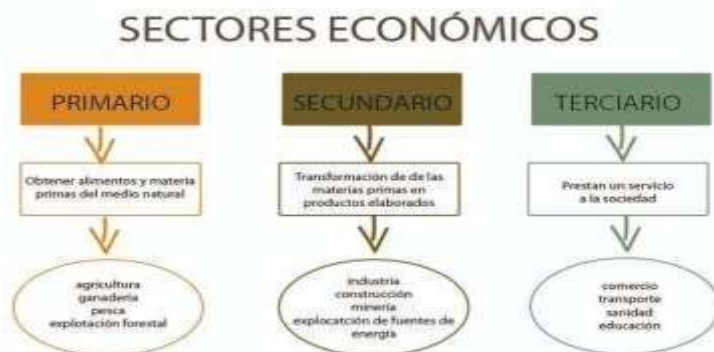 SECTORES ECONÓMICOS
PRIMARIO
Obtener alimentos y materia
primas del medio natural
agricultura
ganadería
pesca
explotación forestal
SECUNDARIO
Transformación de de las
materias primas en
productos elaborados
industria
construcción
minería
explocatción de fuentes de
energía
TERCIARIO
Prestan un servicio
a la sociedad
comercio
transporte
sanidad
educación